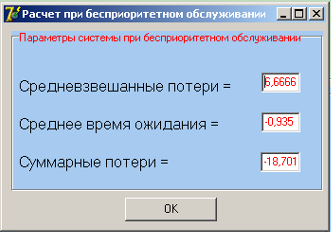 Расчет при бесприоритетном обслуживании
Параметры системы при бесприоритетном обслуживании
Средневзвешанные потери = 6,6666
Среднее время ожидания = -0,935
Суммарные потери = -18,701
OK